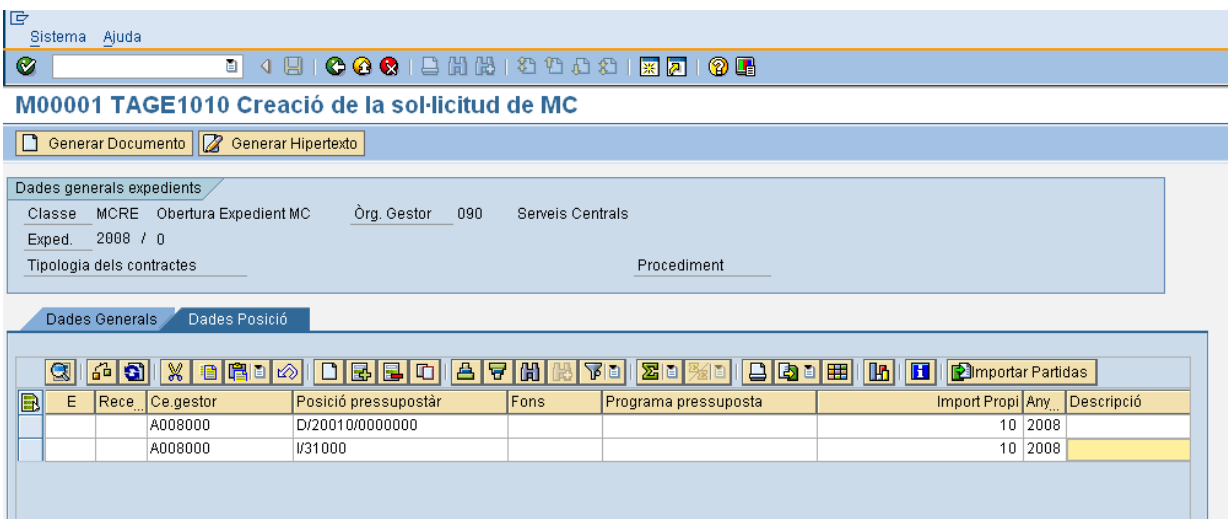 Sistema Ajuda
M00001 TAGE1010 Creació de la sol·licitud de MC
Generar Documento Generar Hipertexto
Dades generals expedients
Classe MCRE Obertura Expedient MC Òrg. Gestor 090 Serveis Centrals
Exped. 2008 / 0
Tipologia dels contractes Procediment
Dades Generals Dades Posició
Importar Partidas
E Rece... Ce.gestor Posició pressupostàr Fons Programa pressuposta Import Propi Any... Descripció
A008000 D/20010/0000000 10 2008
A008000 I/31000 10 2008